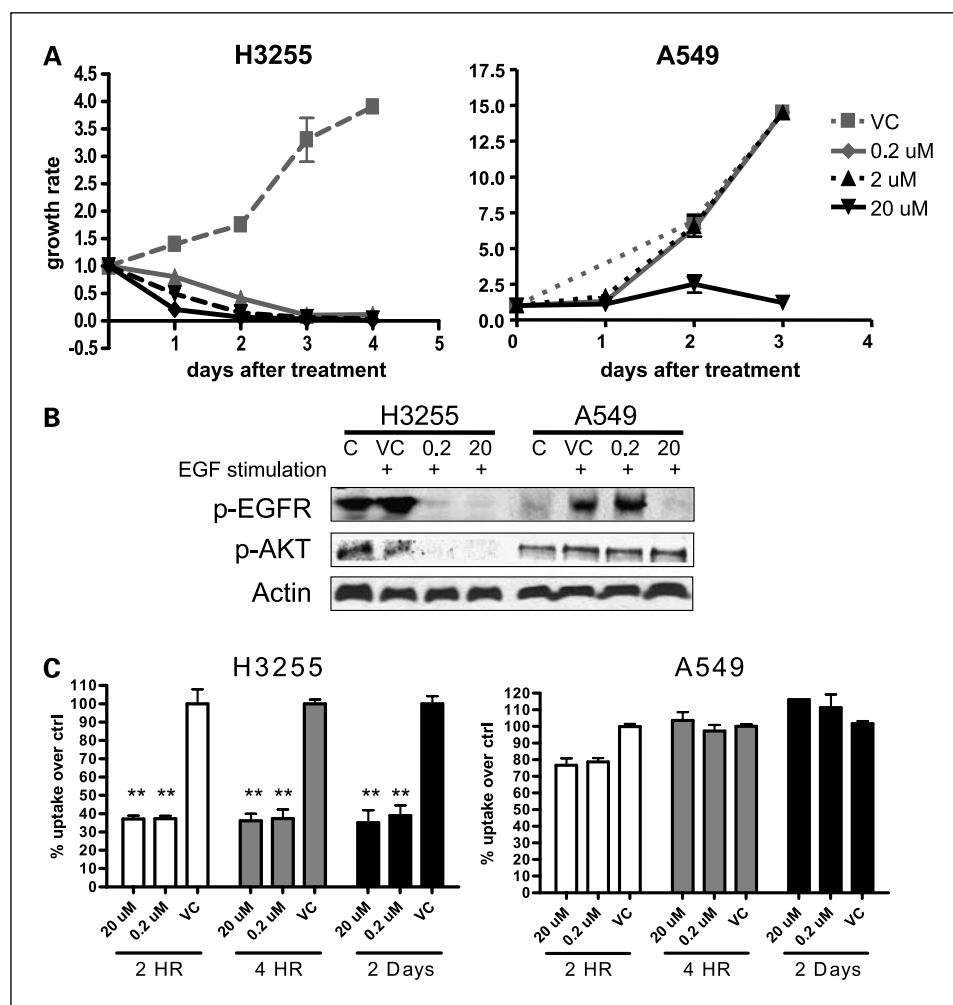 A
H3255
growth rate
4.5
4.0
3.5
3.0
2.5
2.0
1.5
1.0
0.5
0.0
-0.5
1 2 3 4 5
days after treatment
A549
17.5
15.0
12.5
10.0
7.5
5.0
2.5
0.0
0 1 2 3 4
days after treatment
VC
0.2 uM
2 uM
20 uM
B
H3255 A549
C VC 0.2 20 C VC 0.2 20
EGF stimulation + + + + + +
p-EGFR
p-AKT
Actin
C
H3255
% uptake over ctrl
110
100
90
80
70
60
50
40
30
20
10
0
** ** ** ** ** **
20 uM 0.2 uM VC 20 uM 0.2 uM VC 20 uM 0.2 uM VC
2 HR 4 HR 2 Days
A549
% uptake over ctrl
120
110
100
90
80
70
60
50
40
30
20
10
0
20 uM 0.2 uM VC 20 uM 0.2 uM VC 20 uM 0.2 uM VC
2 HR 4 HR 2 Days